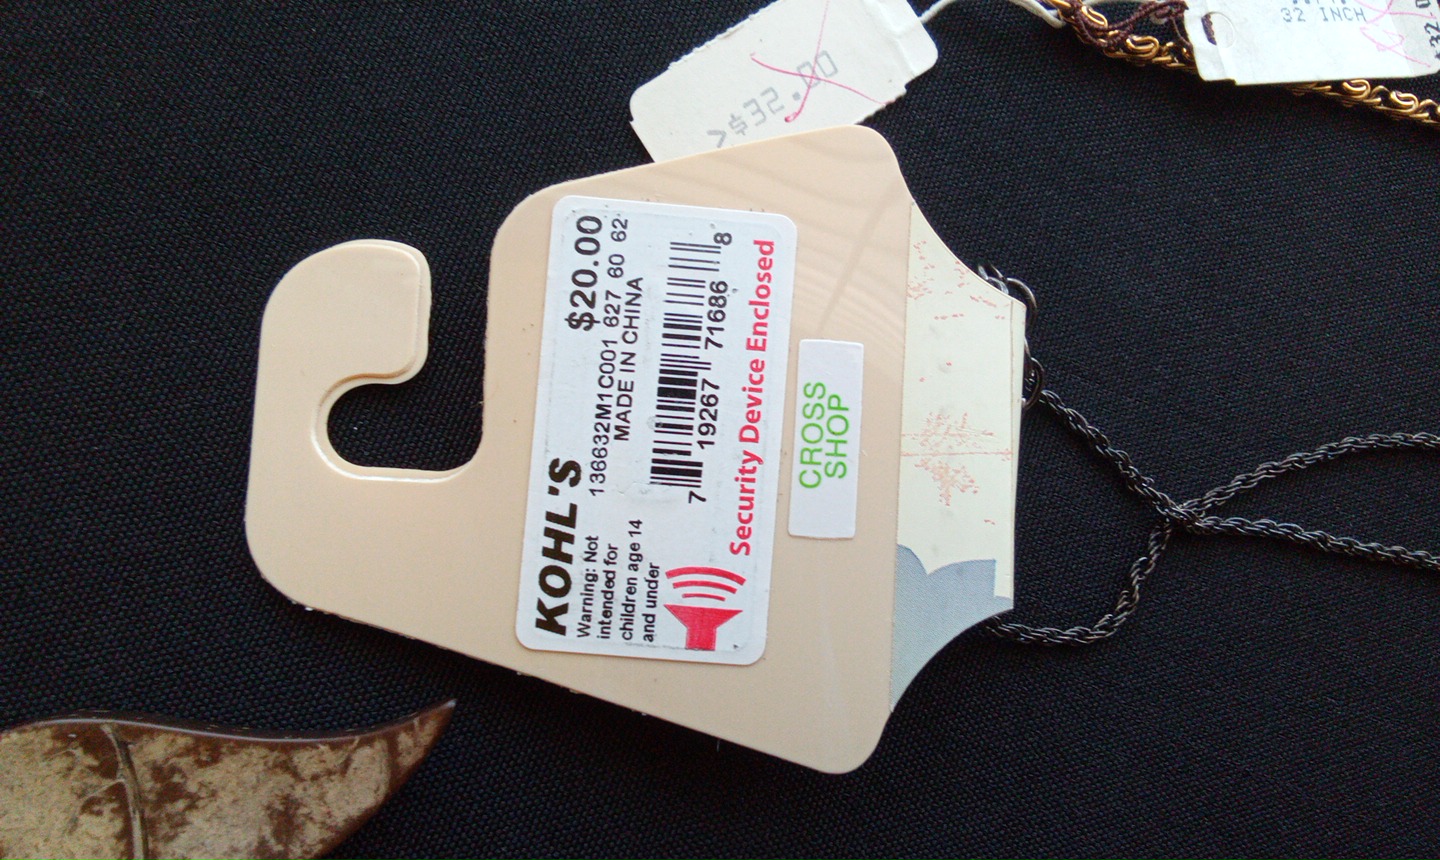 KOHL'S
$20.00
136632M1C001 627 60 62
MADE IN CHINA
Warning: Not
intended for
children age 14
and under
7 19267 71686 8
Security Device Enclosed
CROSS
SHOP
>$32.00
32 INCH